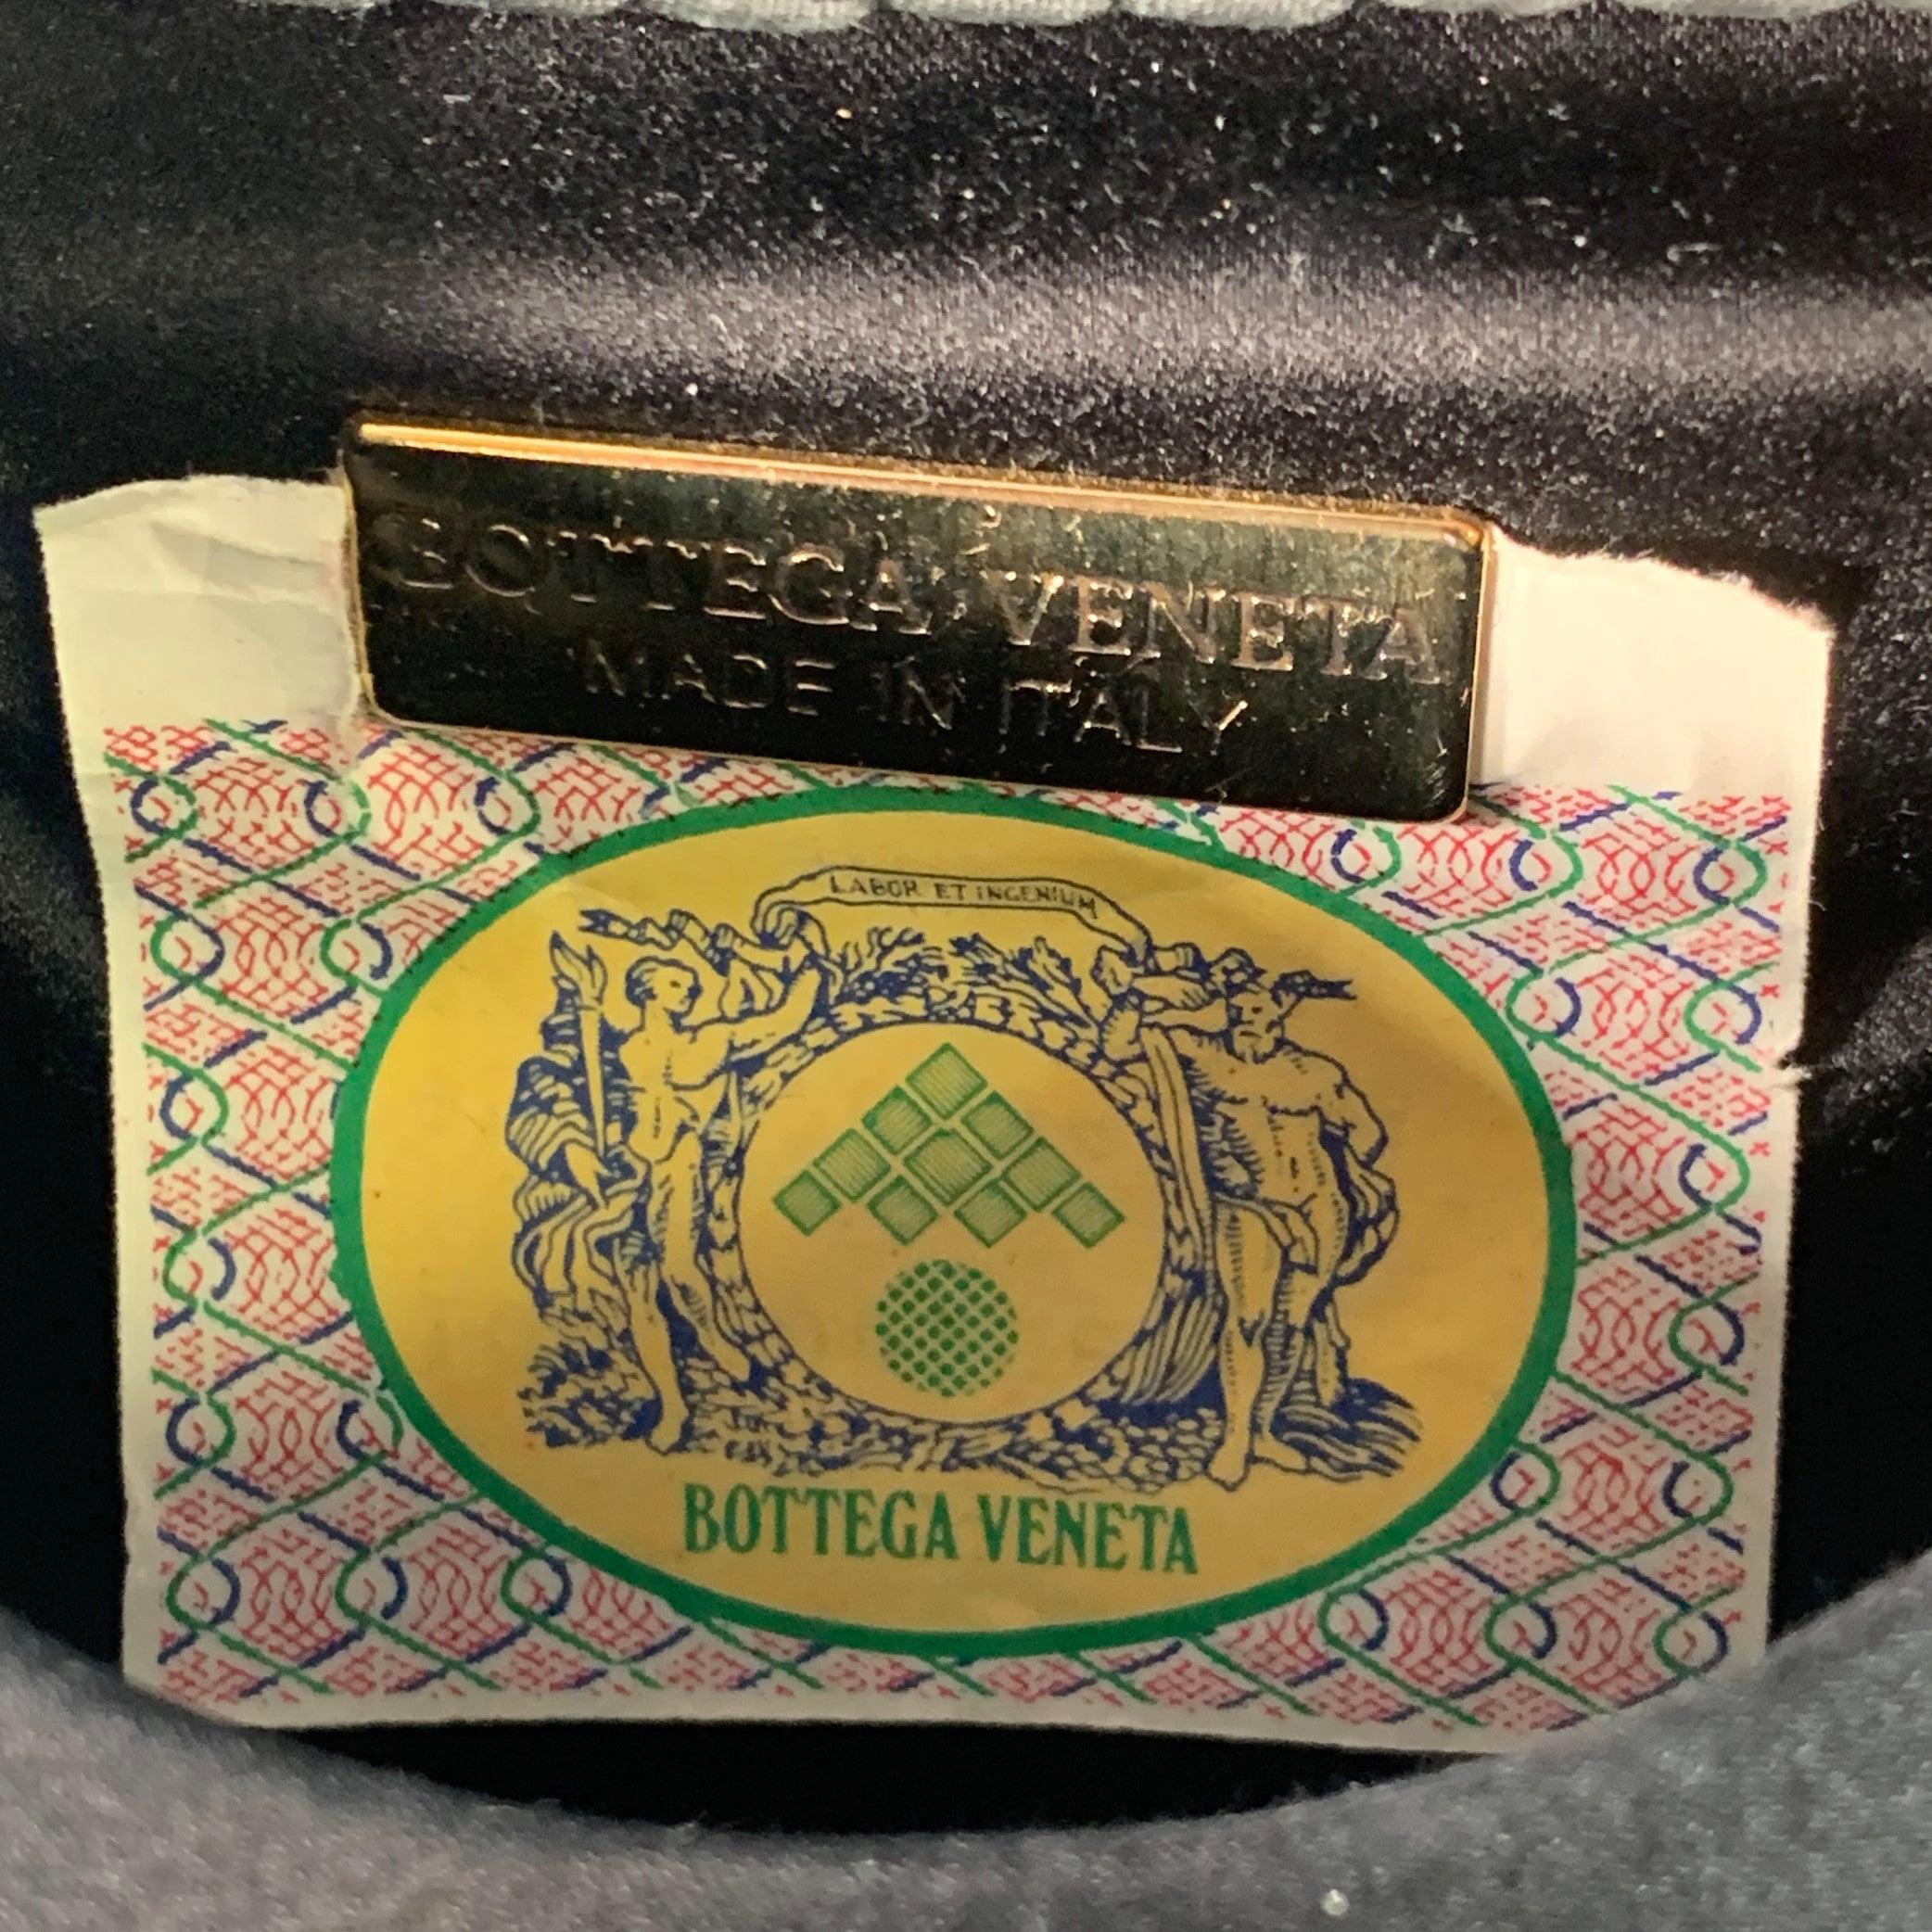 BOTTEGA VENETA
MADE IN ITALY
LABOR ET INGENIUM
BOTTEGA VENETA